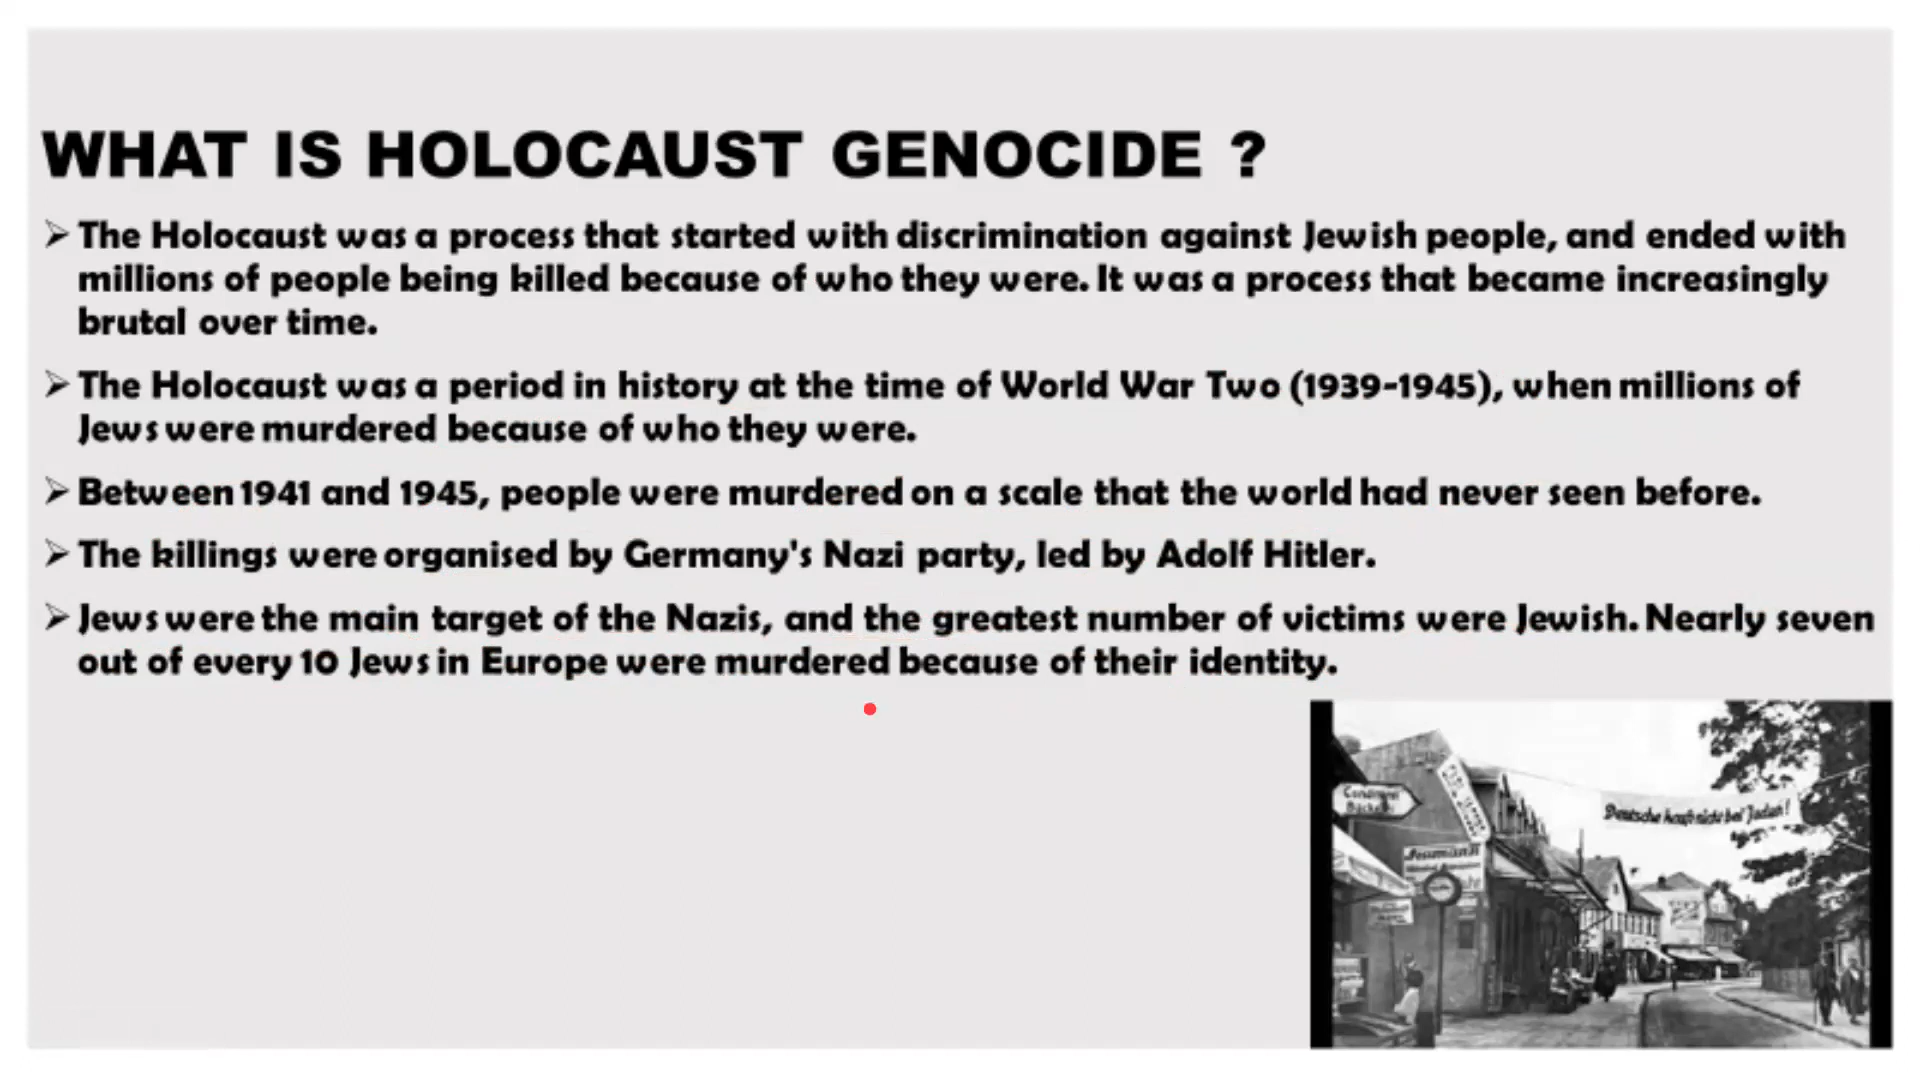 WHAT IS HOLOCAUST GENOCIDE ?
The Holocaust was a process that started with discrimination against Jewish people, and ended with
millions of people being killed because of who they were. It was a process that became increasingly
brutal over time.
The Holocaust was a period in history at the time of World War Two (1939-1945), when millions of
Jews were murdered because of who they were.
Between 1941 and 1945, people were murdered on a scale that the world had never seen before.
The killings were organised by Germany's Nazi party, led by Adolf Hitler.
Jews were the main target of the Nazis, and the greatest number of victims were Jewish. Nearly seven
out of every 10 Jews in Europe were murdered because of their identity.
Deutsche kauft nicht bei Juden!
Conditorei